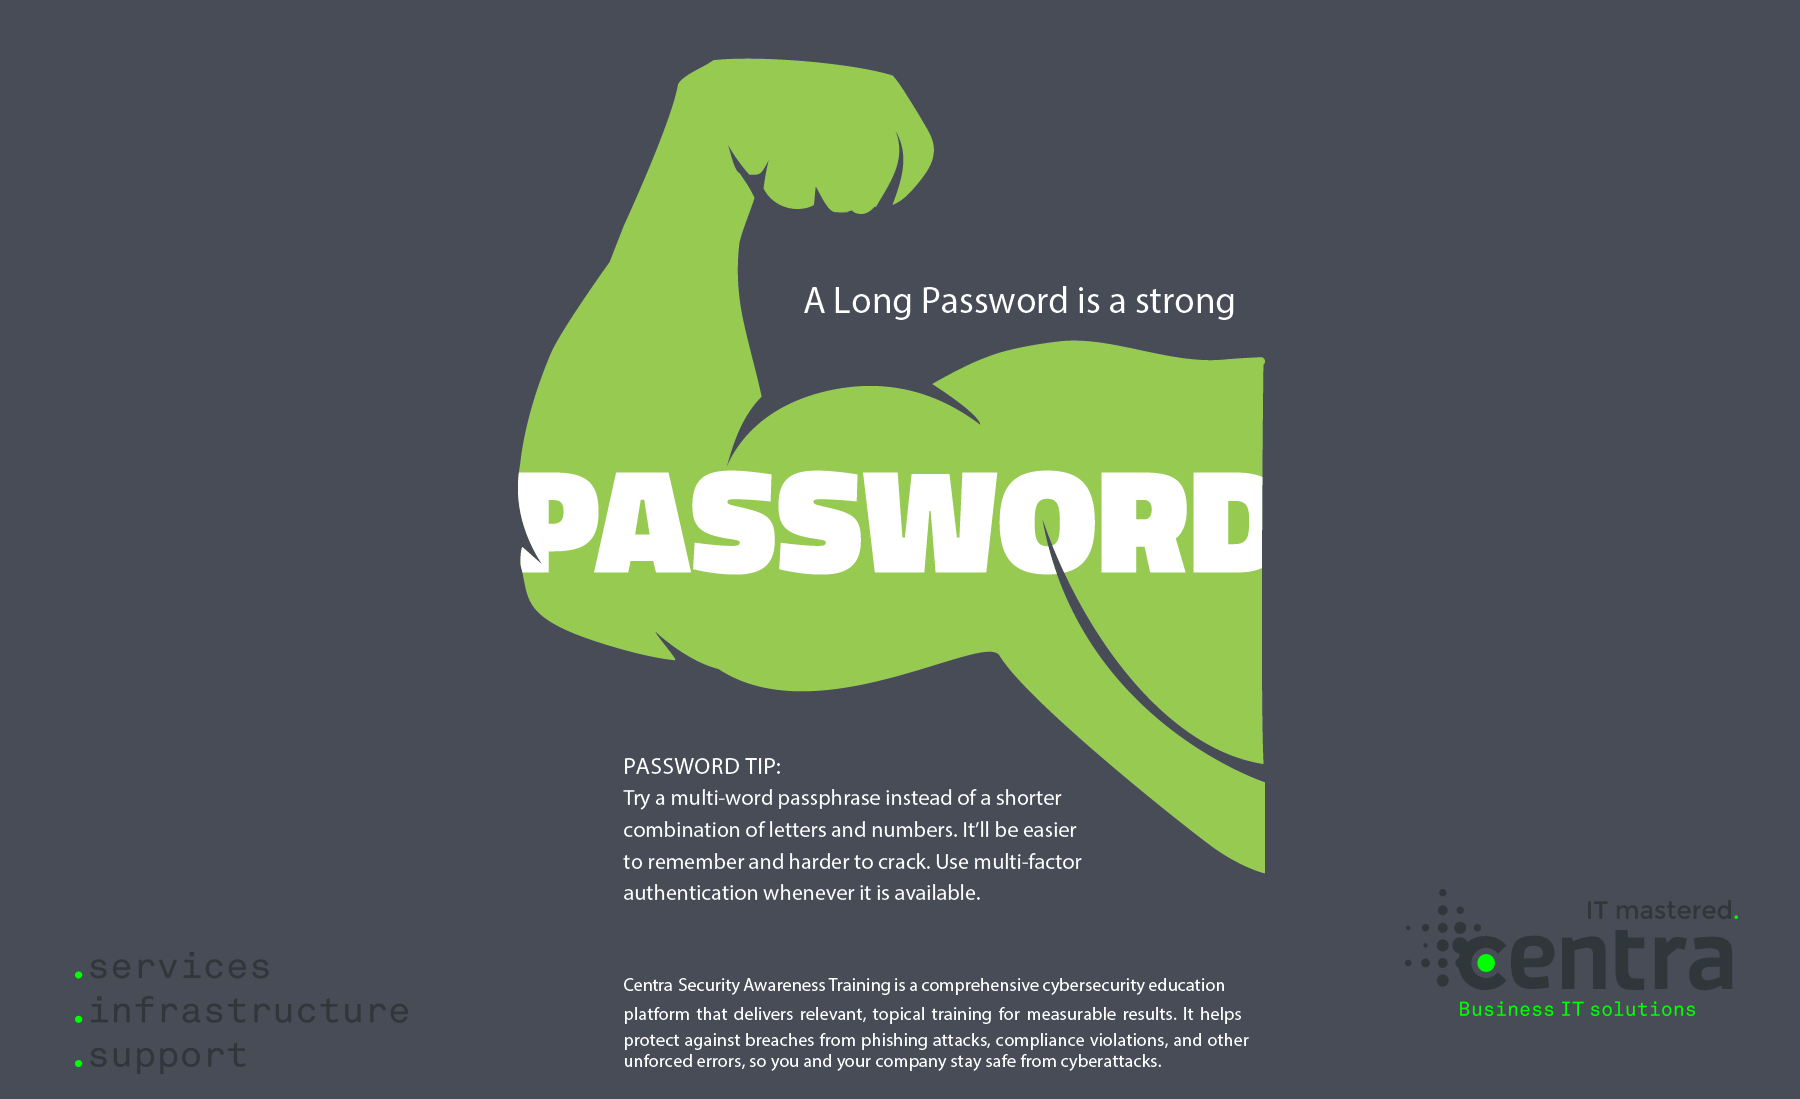 A Long Password is a strong
PASSWORD
PASSWORD TIP:
Try a multi-word passphrase instead of a shorter
combination of letters and numbers. It’ll be easier
to remember and harder to crack. Use multi-factor
authentication whenever it is available.
.services
.infrastructure
.support
Centra Security Awareness Training is a comprehensive cybersecurity education
platform that delivers relevant, topical training for measurable results. It helps
protect against breaches from phishing attacks, compliance violations, and other
unforced errors, so you and your company stay safe from cyberattacks.
IT mastered.
centra
Business IT solutions